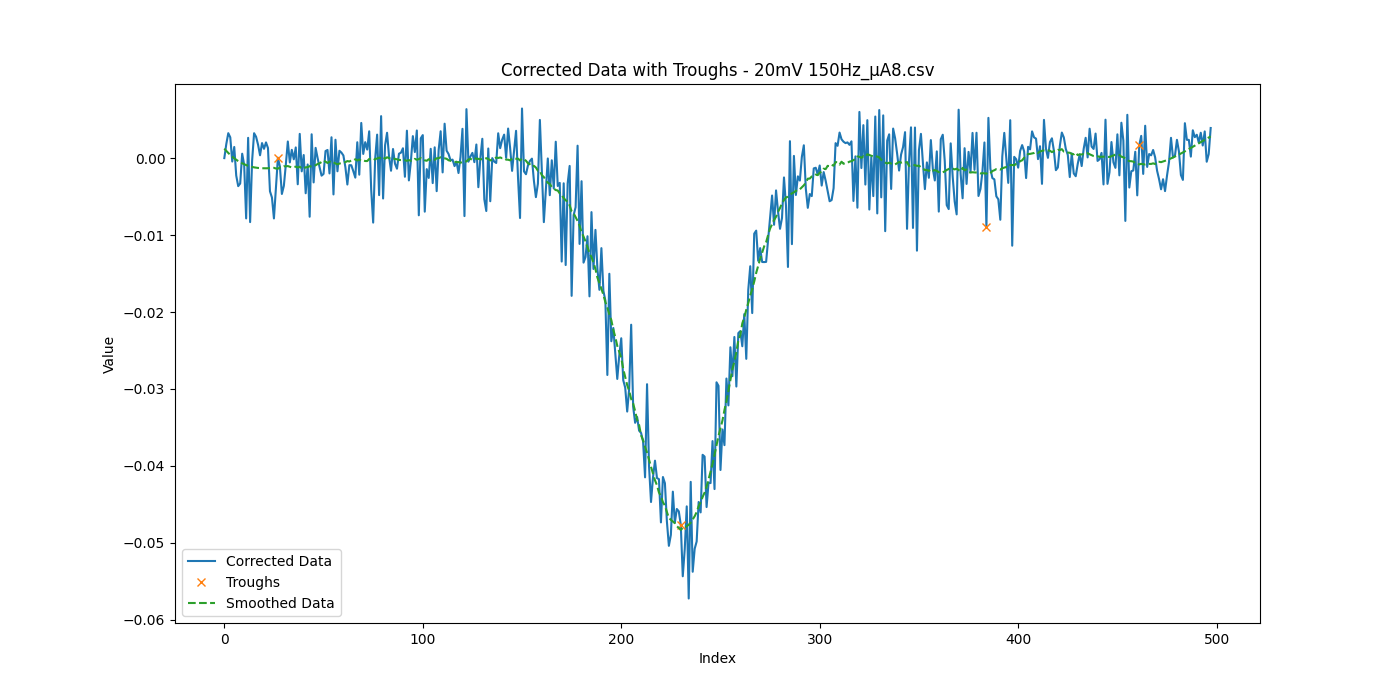 Corrected Data with Troughs - 20mV 150Hz_μA8.csv
Value
0.00
−0.01
−0.02
−0.03
−0.04
−0.05
−0.06
Corrected Data
Troughs
Smoothed Data
0 100 200 300 400 500
Index